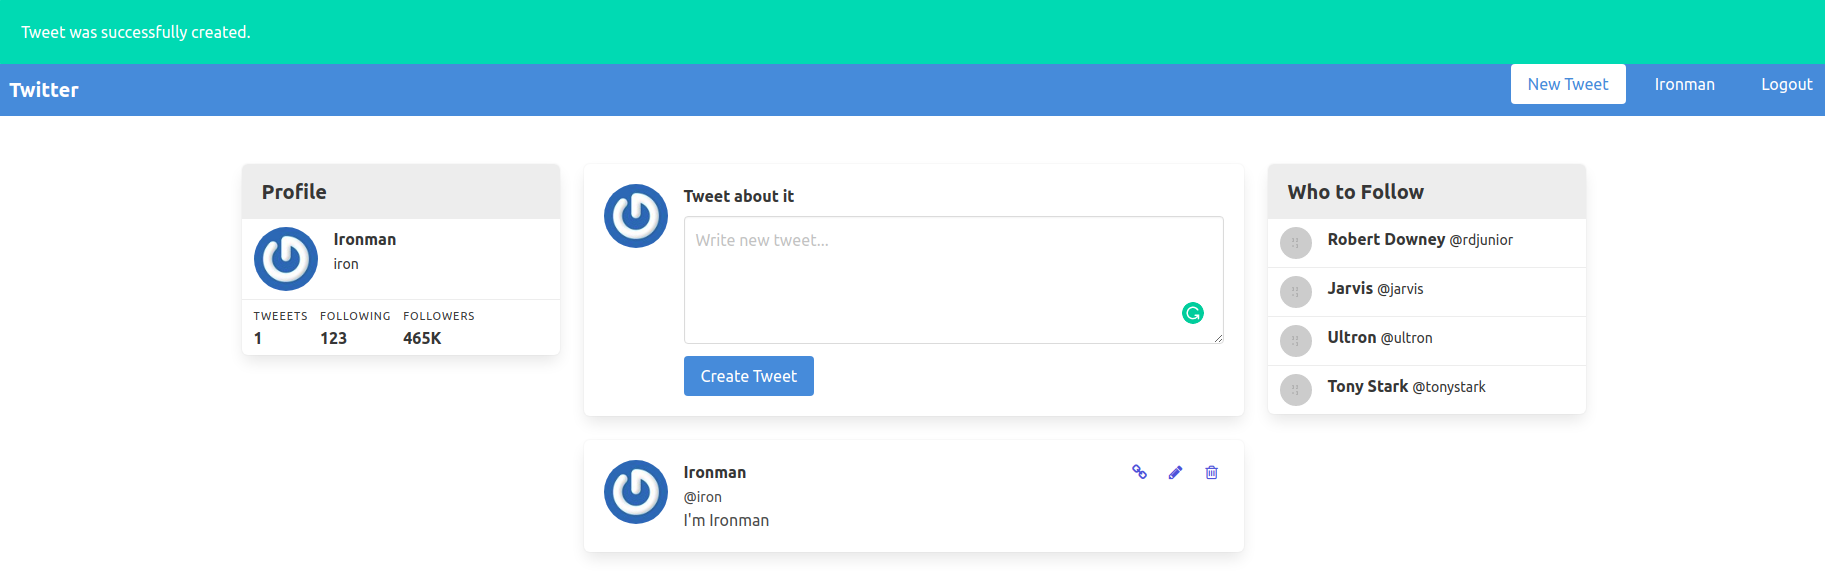 Tweet was successfully created.
Twitter
New Tweet
Ironman
Logout
Profile
Ironman
iron
TWEEETS FOLLOWING FOLLOWERS
1 123 465K
Tweet about it
Write new tweet...
Create Tweet
Ironman
@iron
I'm Ironman
Who to Follow
Robert Downey @rdjunior
Jarvis @jarvis
Ultron @ultron
Tony Stark @tonystark